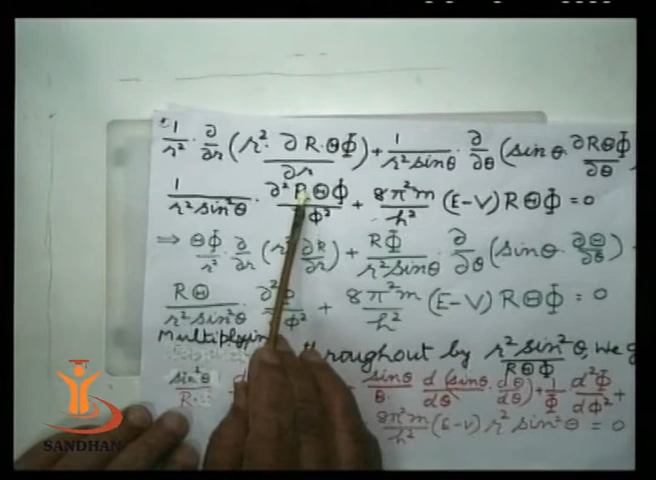 1/r² · ∂/∂r (r² · ∂R·ΘΦ/∂r) + 1/r² sinθ · ∂/∂θ (sinθ · ∂RΘΦ/∂θ
1/r² sin²θ · ∂² RΘΦ/ϕ² + 8π²m/h² (E-V) RΘΦ = 0
⇒ ΘΦ/r² · ∂/∂r (r² ∂R/∂r) + RΦ/r² sinθ · ∂/∂θ (sinθ · ∂Θ/∂θ) +
RΘ/r² sin²θ · ∂²Φ/∂ϕ² + 8π²m/h² (E-V) RΘΦ = 0
Multiplying throughout by r² sin²θ/RΘΦ, we
sin²θ/R · d sinθ/Θ d/dθ (sinθ · dΘ/dθ) + 1/Φ d²Φ/dϕ² +
8π²m/h² (E-V) r² sin²θ = 0
SANDHAN